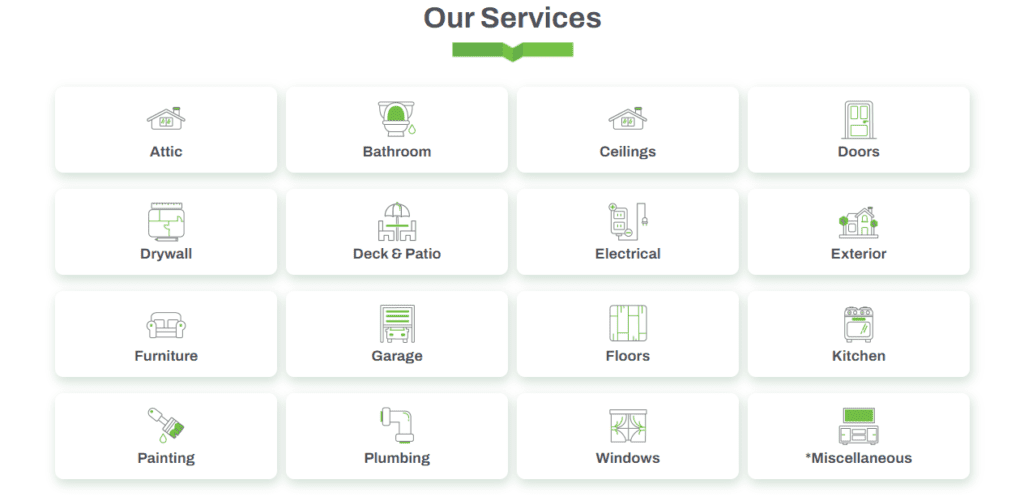 Our Services
Attic
Bathroom
Ceilings
Doors
Drywall
Deck & Patio
Electrical
Exterior
Furniture
Garage
Floors
Kitchen
Painting
Plumbing
Windows
*Miscellaneous